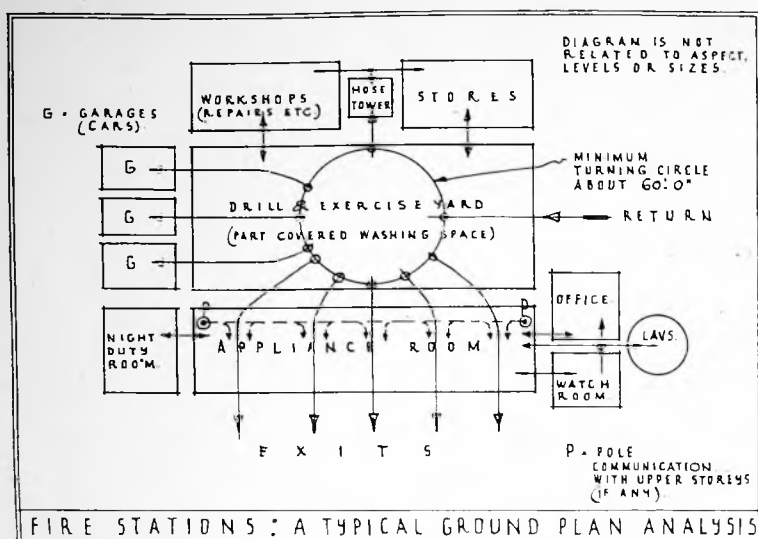 DIAGRAM IS NOT
RELATED TO ASPECT,
LEVELS OR SIZES.
G = GARAGES
(CARS)
WORKSHOPS
(REPAIRS ETC)
HOSE
TOWER
STORES
G
G
G
MINIMUM
TURNING CIRCLE
ABOUT 60'.0"
DRILL & EXERCISE YARD
(PART COVERED WASHING SPACE)
RETURN
NIGHT
DUTY
ROOM
P
P
APPLIANCE ROOM
OFFICE
LAVS.
WATCH
ROOM
EXITS
P = POLE
COMMUNICATION
WITH UPPER STOREYS
(IF ANY)
FIRE STATIONS: A TYPICAL GROUND PLAN ANALYSIS